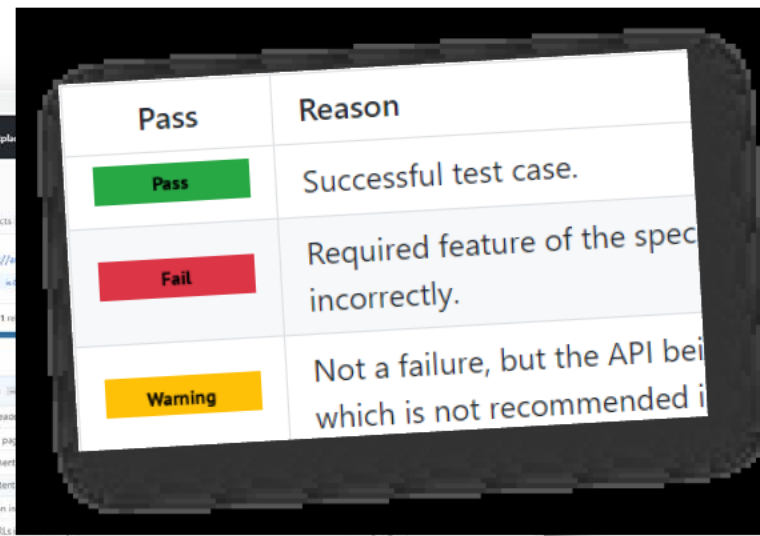 Pass
Reason
Pass
Successful test case.
Fail
Required feature of the spec
incorrectly.
Warning
Not a failure, but the API bei
which is not recommended i